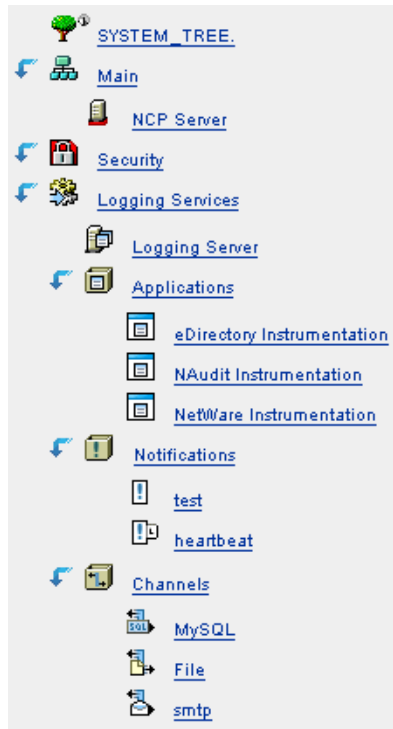 SYSTEM_TREE.
Main
NCP Server
Security
Logging Services
Logging Server
Applications
eDirectory Instrumentation
NAudit Instrumentation
NetWare Instrumentation
Notifications
test
heartbeat
Channels
SQL MySQL
File
smtp